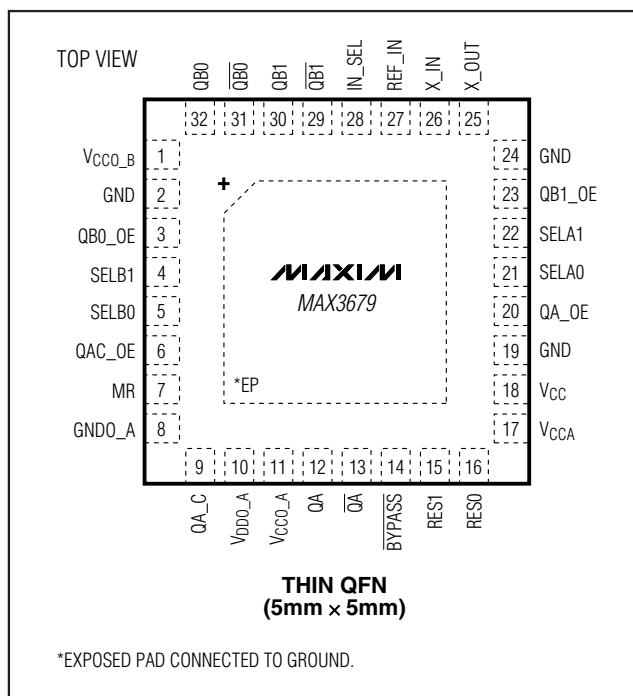 TOP VIEW
QB0
QB0
QB1
QB1
IN_SEL
REF_IN
X_IN
X_OUT
32 31 30 29 28 27 26 25
VCCO_B 1
GND 2
QB0_OE 3
SELB1 4
SELB0 5
QAC_OE 6
MR 7
GNDO_A 8
24 GND
23 QB1_OE
22 SELA1
21 SELA0
20 QA_OE
19 GND
18 VCC
17 VCCA
+
MAXIM
MAX3679
*EP
9 10 11 12 13 14 15 16
QA_C
VDDO_A
VCCO_A
QA
QA
BYPASS
RES1
RES0
THIN QFN
(5mm × 5mm)
*EXPOSED PAD CONNECTED TO GROUND.